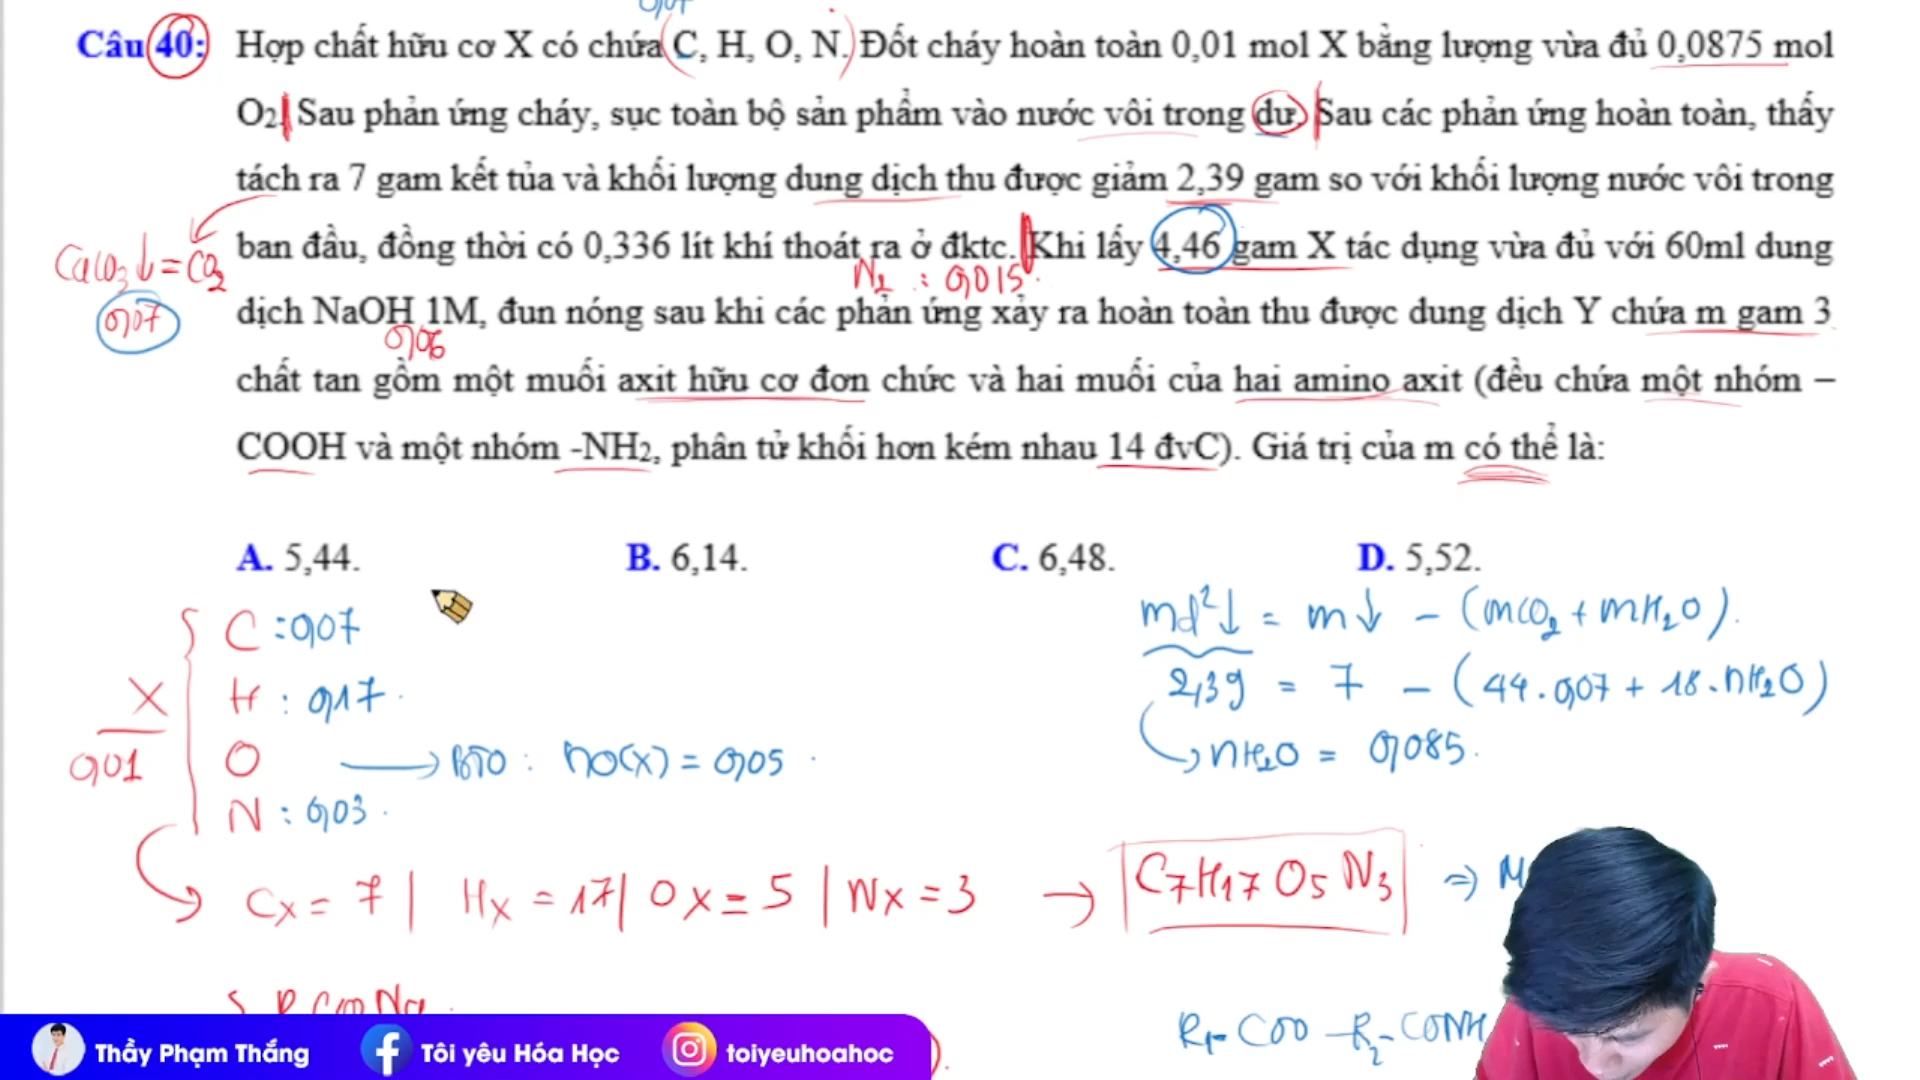 Câu 40: Hợp chất hữu cơ X có chứa C, H, O, N. Đốt cháy hoàn toàn 0,01 mol X bằng lượng vừa đủ 0,0875 mol
O2. Sau phản ứng cháy, sục toàn bộ sản phẩm vào nước vôi trong dư. Sau các phản ứng hoàn toàn, thấy
tách ra 7 gam kết tủa và khối lượng dung dịch thu được giảm 2,39 gam so với khối lượng nước vôi trong
ban đầu, đồng thời có 0,336 lít khí thoát ra ở đktc. Khi lấy 4,46 gam X tác dụng vừa đủ với 60ml dung
CaCO3↓ = CO2
N2 : 0,015.
0,07
dịch NaOH 1M, đun nóng sau khi các phản ứng xảy ra hoàn toàn thu được dung dịch Y chứa m gam 3
0,06
chất tan gồm một muối axit hữu cơ đơn chức và hai muối của hai amino axit (đều chứa một nhóm –
COOH và một nhóm -NH2, phân tử khối hơn kém nhau 14 đvC). Giá trị của m có thể là:
A. 5,44. B. 6,14. C. 6,48. D. 5,52.
md²↓ = m↓ – (mCO2 + mH2O).
C : 0,07
2,39 = 7 – (44.0,07 + 18.nH2O)
X H : 0,17.
0,01 O → BTO : nO(X) = 0,05.
nH2O = 0,085.
N : 0,03.
Cx = 7 | Hx = 17 | Ox = 5 | Nx = 3 → C7H17O5N3 ⇒ M
RCOONa
R1-COO-R2-CONH
Thầy Phạm Thắng Tôi yêu Hóa Học toiyeuhoahoc